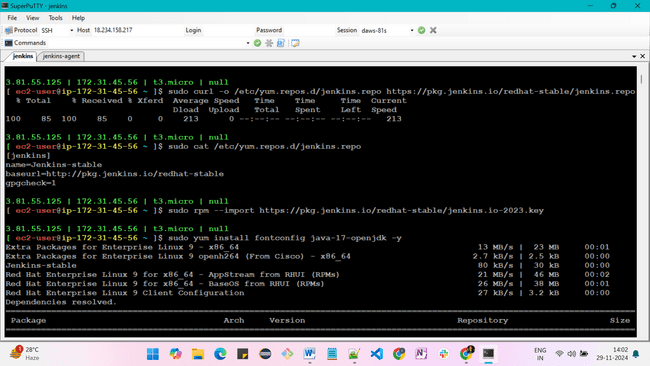 SuperPuTTY - jenkins
File View Tools Help
Protocol SSH Host 18.234.158.217 Login Password Session daws-81s
Commands
jenkins jenkins-agent
3.81.55.125 | 172.31.45.56 | t3.micro | null
[ ec2-user@ip-172-31-45-56 ~ ]$ sudo curl -o /etc/yum.repos.d/jenkins.repo https://pkg.jenkins.io/redhat-stable/jenkins.repo
% Total % Received % Xferd Average Speed Time Time Time Current
Dload Upload Total Spent Left Speed
100 85 100 85 0 0 213 0 --:--:-- --:--:-- --:--:-- 213
3.81.55.125 | 172.31.45.56 | t3.micro | null
[ ec2-user@ip-172-31-45-56 ~ ]$ sudo cat /etc/yum.repos.d/jenkins.repo
[jenkins]
name=Jenkins-stable
baseurl=http://pkg.jenkins.io/redhat-stable
gpgcheck=1
3.81.55.125 | 172.31.45.56 | t3.micro | null
[ ec2-user@ip-172-31-45-56 ~ ]$ sudo rpm --import https://pkg.jenkins.io/redhat-stable/jenkins.io-2023.key
3.81.55.125 | 172.31.45.56 | t3.micro | null
[ ec2-user@ip-172-31-45-56 ~ ]$ sudo yum install fontconfig java-17-openjdk -y
Extra Packages for Enterprise Linux 9 - x86_64 13 MB/s | 23 MB 00:01
Extra Packages for Enterprise Linux 9 openh264 (From Cisco) - x86_64 2.7 kB/s | 2.5 kB 00:00
Jenkins-stable 80 kB/s | 30 kB 00:00
Red Hat Enterprise Linux 9 for x86_64 - AppStream from RHUI (RPMs) 21 MB/s | 46 MB 00:02
Red Hat Enterprise Linux 9 for x86_64 - BaseOS from RHUI (RPMs) 26 MB/s | 38 MB 00:01
Red Hat Enterprise Linux 9 Client Configuration 27 kB/s | 3.2 kB 00:00
Dependencies resolved.
Package Arch Version Repository Size
28°C
Haze
ENG
IN
14:02
29-11-2024